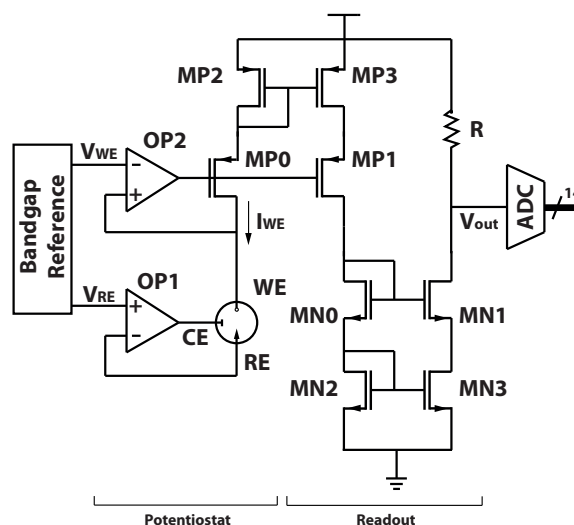 MP2
MP3
OP2
VWE
MP0
MP1
R
Bandgap
Reference
IWE
Vout
ADC
VRE
OP1
WE
CE
RE
MN0
MN1
MN2
MN3
Potentiostat
Readout